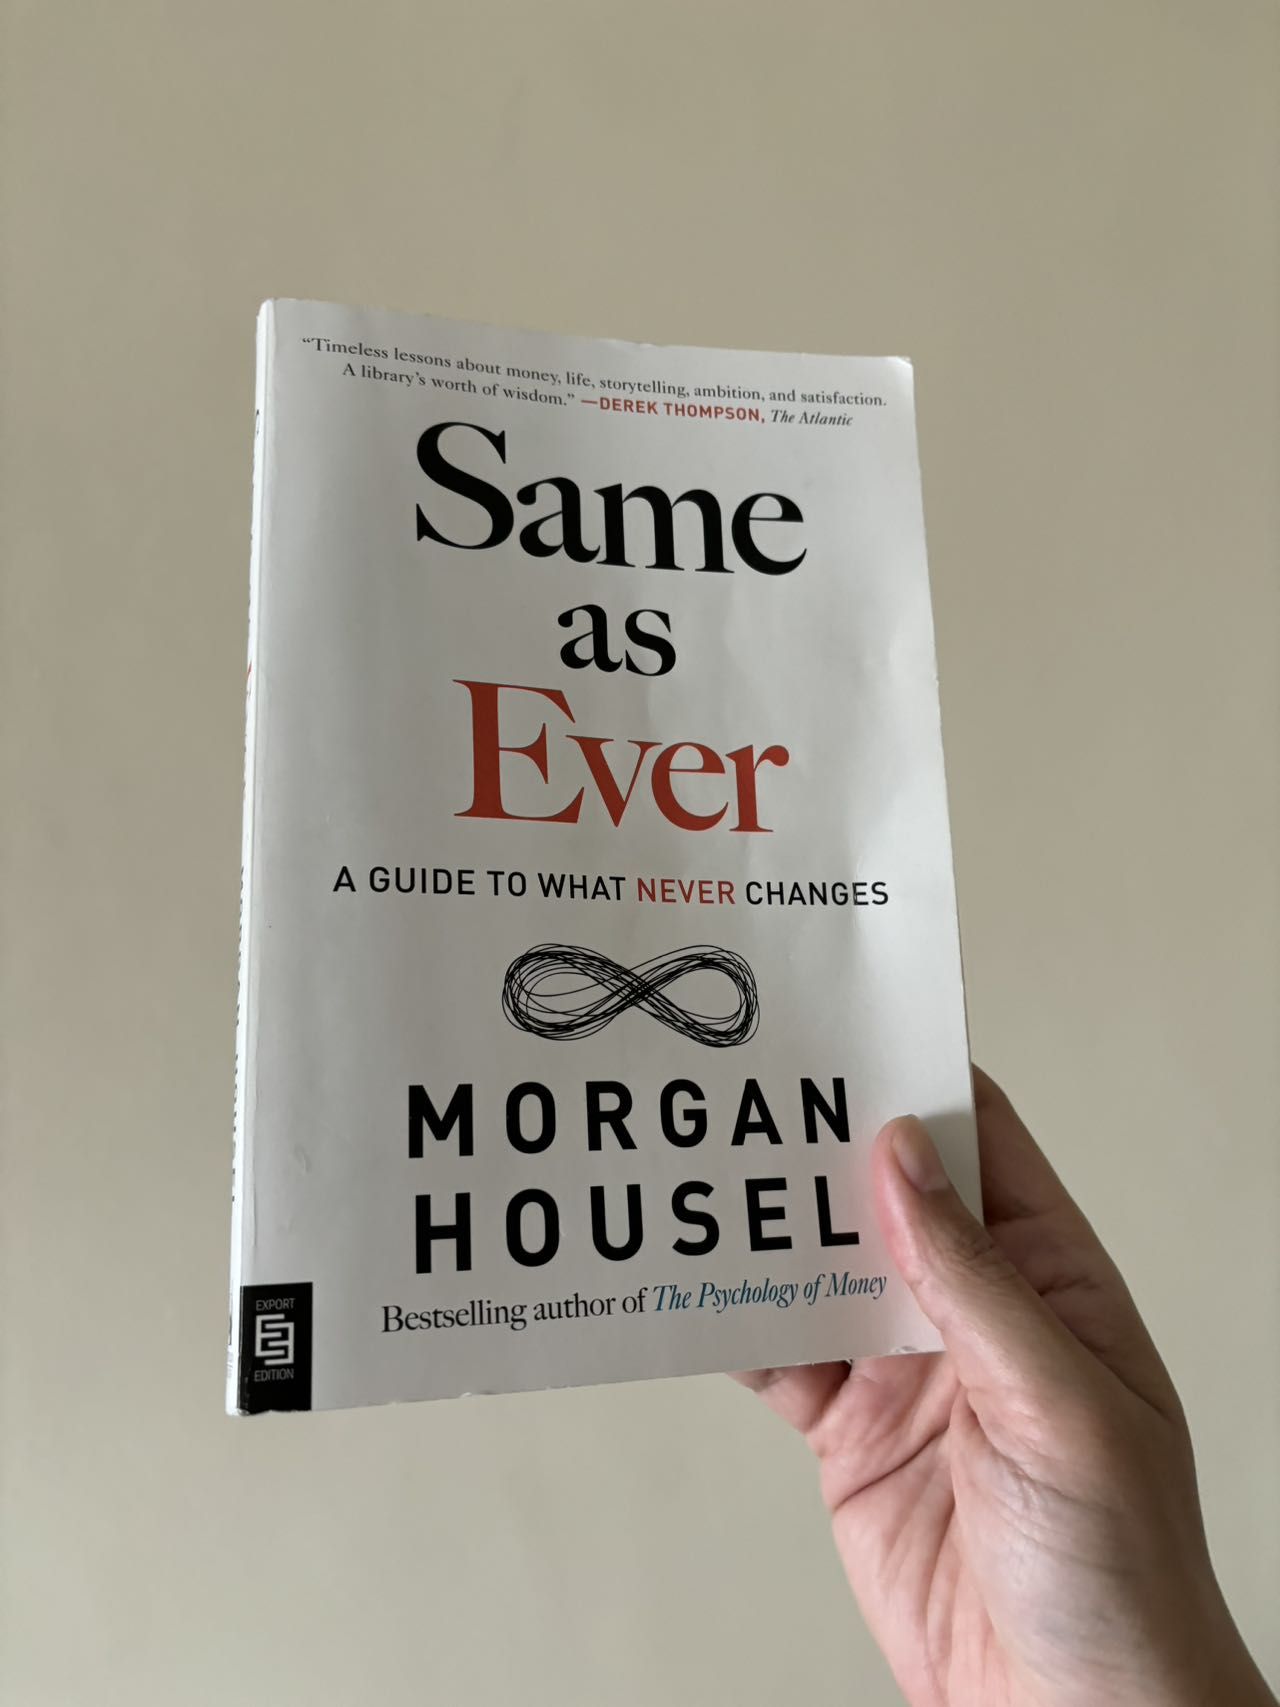 “Timeless lessons about money, life, storytelling, ambition, and satisfaction.
A library’s worth of wisdom.” —DEREK THOMPSON, The Atlantic
Same
as
Ever
A GUIDE TO WHAT NEVER CHANGES
MORGAN
HOUSEL
Bestselling author of The Psychology of Money
EXPORT
EDITION